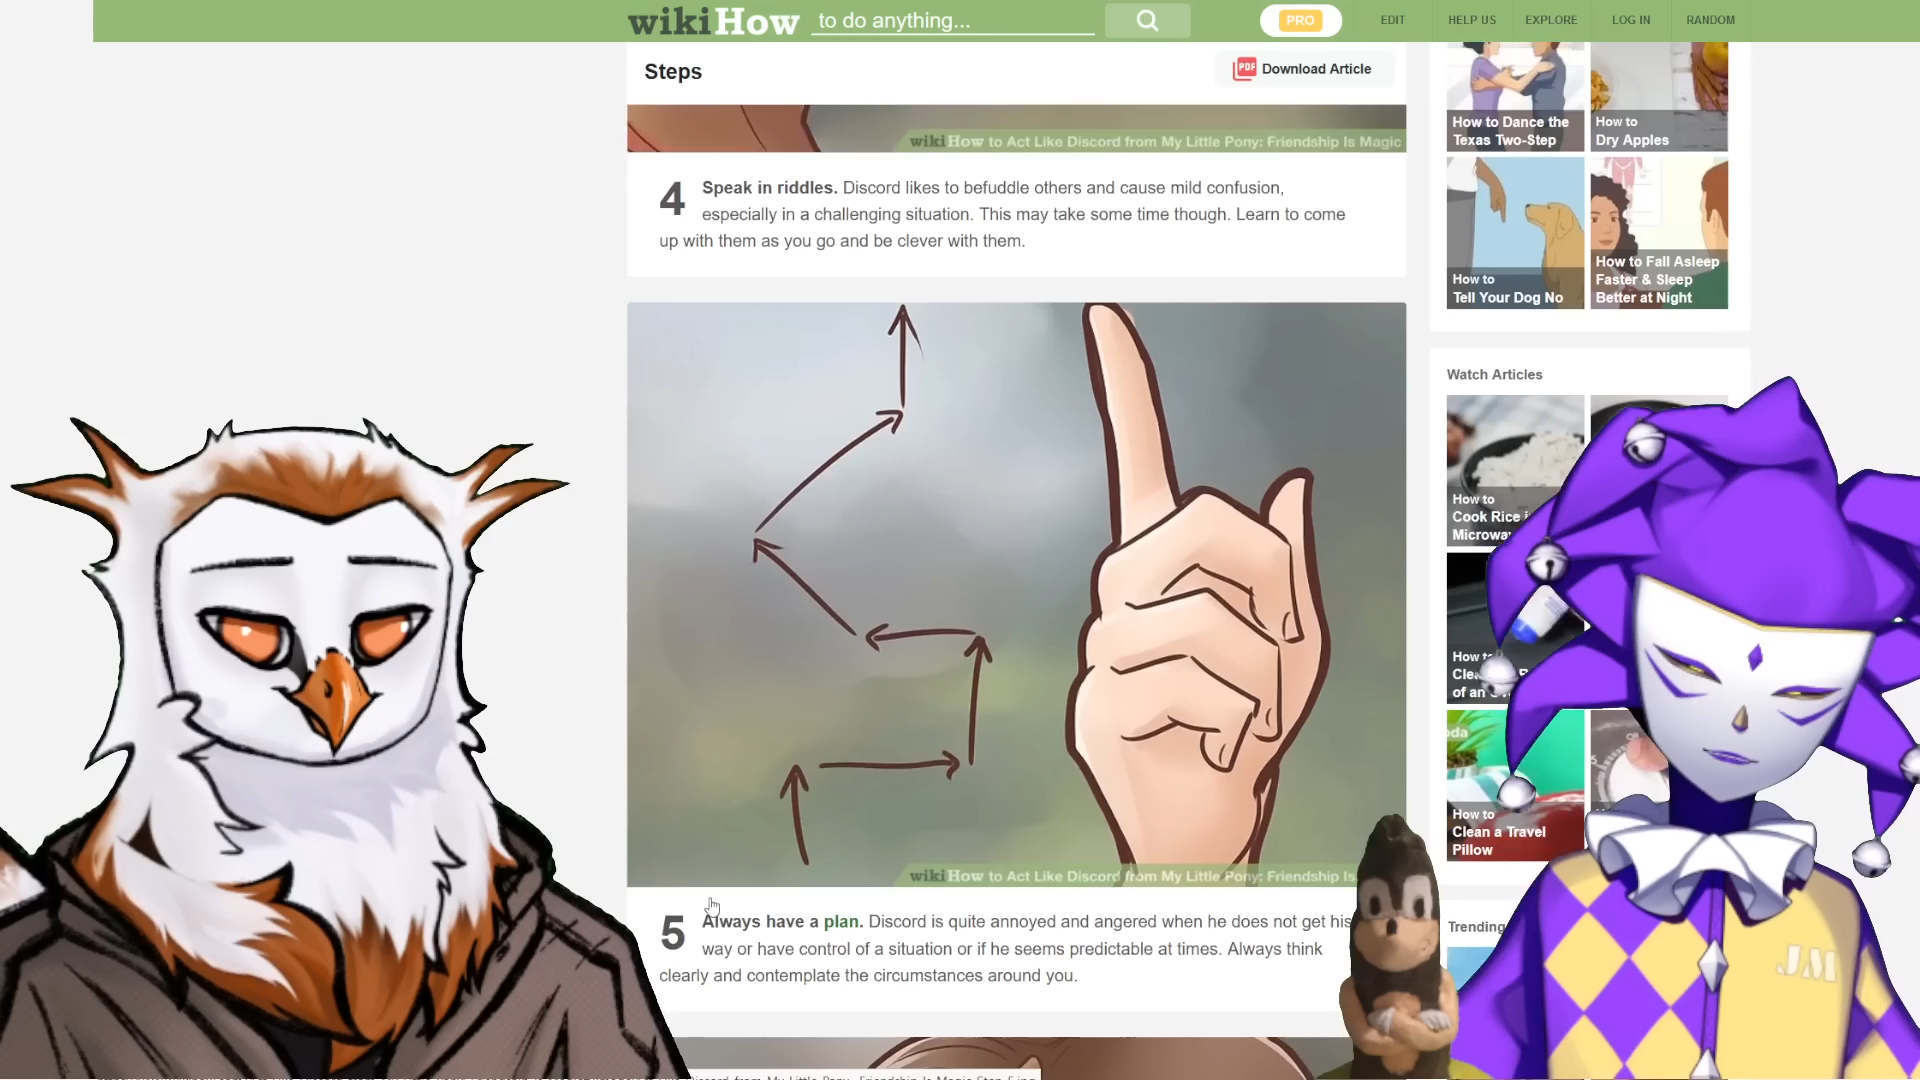 wikiHow to do anything...
PRO
EDIT
HELP US
EXPLORE
LOG IN
RANDOM
Steps
PDF Download Article
wikiHow to Act Like Discord from My Little Pony: Friendship Is Magic
4 Speak in riddles. Discord likes to befuddle others and cause mild confusion,
especially in a challenging situation. This may take some time though. Learn to come
up with them as you go and be clever with them.
wikiHow to Act Like Discord from My Little Pony: Friendship Is
5 Always have a plan. Discord is quite annoyed and angered when he does not get his
way or have control of a situation or if he seems predictable at times. Always think
clearly and contemplate the circumstances around you.
How to Dance the
Texas Two-Step
How to
Dry Apples
How to
Tell Your Dog No
How to Fall Asleep
Faster & Sleep
Better at Night
Watch Articles
How to
Cook Rice
How to
of an
How to
Clean a Travel
Pillow
Trending
JM